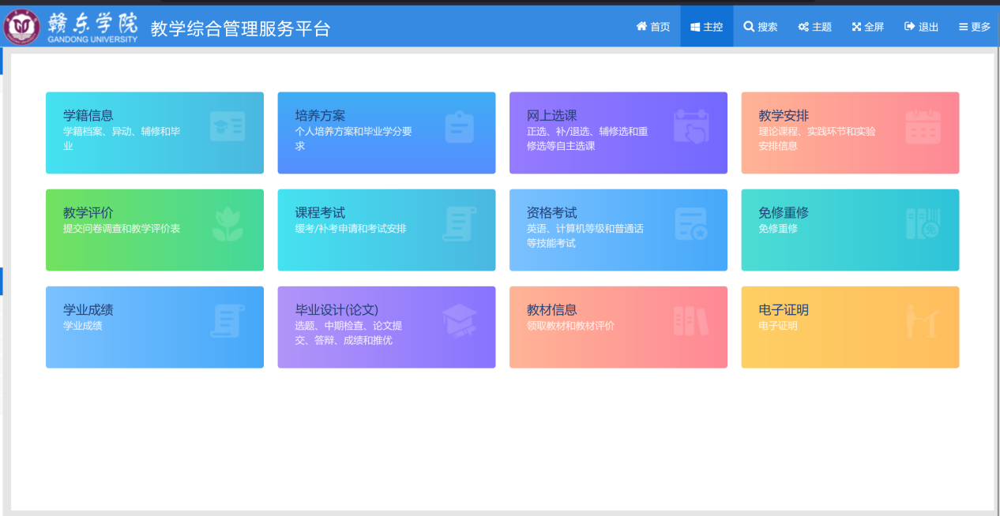 赣东学院
GANDONG UNIVERSITY
教学综合管理服务平台
首页
主控
搜索
主题
全屏
退出
更多
学籍信息
学籍档案、异动、辅修和毕
业
培养方案
个人培养方案和毕业学分要
求
网上选课
正选、补/退选、辅修选和重
修选等自主选课
教学安排
理论课程、实践环节和实验
安排信息
教学评价
提交问卷调查和教学评价表
课程考试
缓考/补考申请和考试安排
资格考试
英语、计算机等级和普通话
等技能考试
免修重修
免修重修
学业成绩
学业成绩
毕业设计(论文)
选题、中期检查、论文提
交、答辩、成绩和推优
教材信息
领取教材和教材评价
电子证明
电子证明